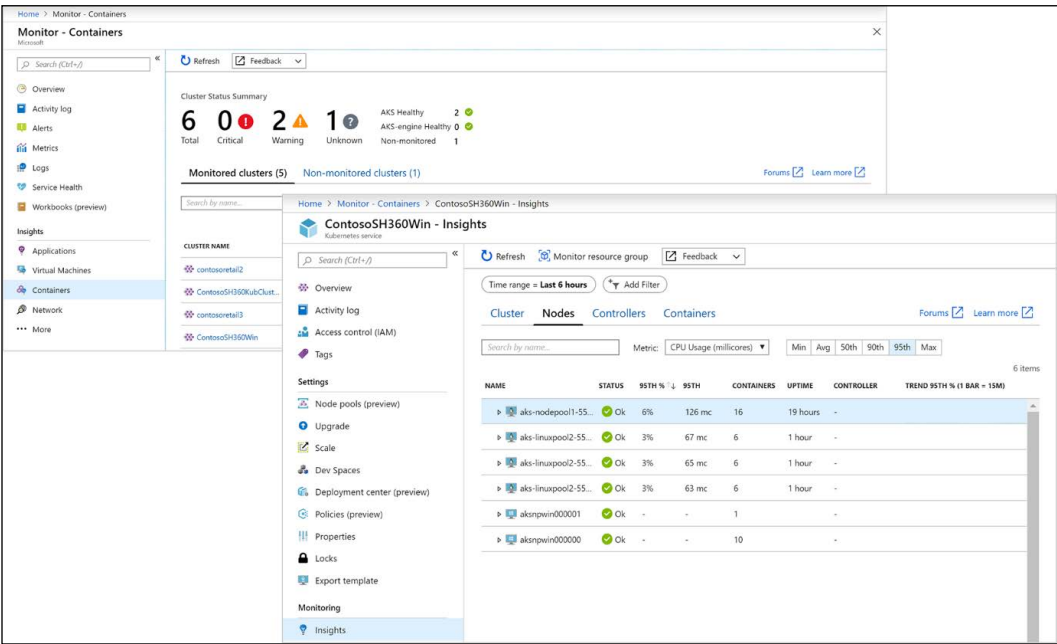 Home > Monitor - Containers
Monitor - Containers
Microsoft
Search (Ctrl+/)
«
Refresh Feedback
Overview
Activity log
Alerts
Metrics
Logs
Service Health
Workbooks (preview)
Insights
Applications
Virtual Machines
Containers
Network
More
Cluster Status Summary
6 0 2 1
Total Critical Warning Unknown
AKS Healthy 2
AKS-engine Healthy 0
Non-monitored 1
Monitored clusters (5) Non-monitored clusters (1) Forums Learn more
Search by name...
CLUSTER NAME
contosoretail2
ContosoSH360KubClust...
contosoretail3
ContosoSH360Win
Home > Monitor - Containers > ContosoSH360Win - Insights
ContosoSH360Win - Insights
Kubernetes service
Search (Ctrl+/)
«
Overview
Activity log
Access control (IAM)
Tags
Settings
Node pools (preview)
Upgrade
Scale
Dev Spaces
Deployment center (preview)
Policies (preview)
Properties
Locks
Export template
Monitoring
Insights
Refresh Monitor resource group Feedback
Time range = Last 6 hours Add Filter
Cluster Nodes Controllers Containers Forums Learn more
Search by name... Metric: CPU Usage (millicores) Min Avg 50th 90th 95th Max
6 items
NAME STATUS 95TH % ↓ 95TH CONTAINERS UPTIME CONTROLLER TREND 95TH % (1 BAR = 15M)
aks-nodepool1-55... Ok 6% 126 mc 16 19 hours -
aks-linuxpool2-55... Ok 3% 67 mc 6 1 hour -
aks-linuxpool2-55... Ok 3% 65 mc 6 1 hour -
aks-linuxpool2-55... Ok 3% 63 mc 6 1 hour -
aksnpwin000001 Ok - - 1 -
aksnpwin000000 Ok - - 10 -